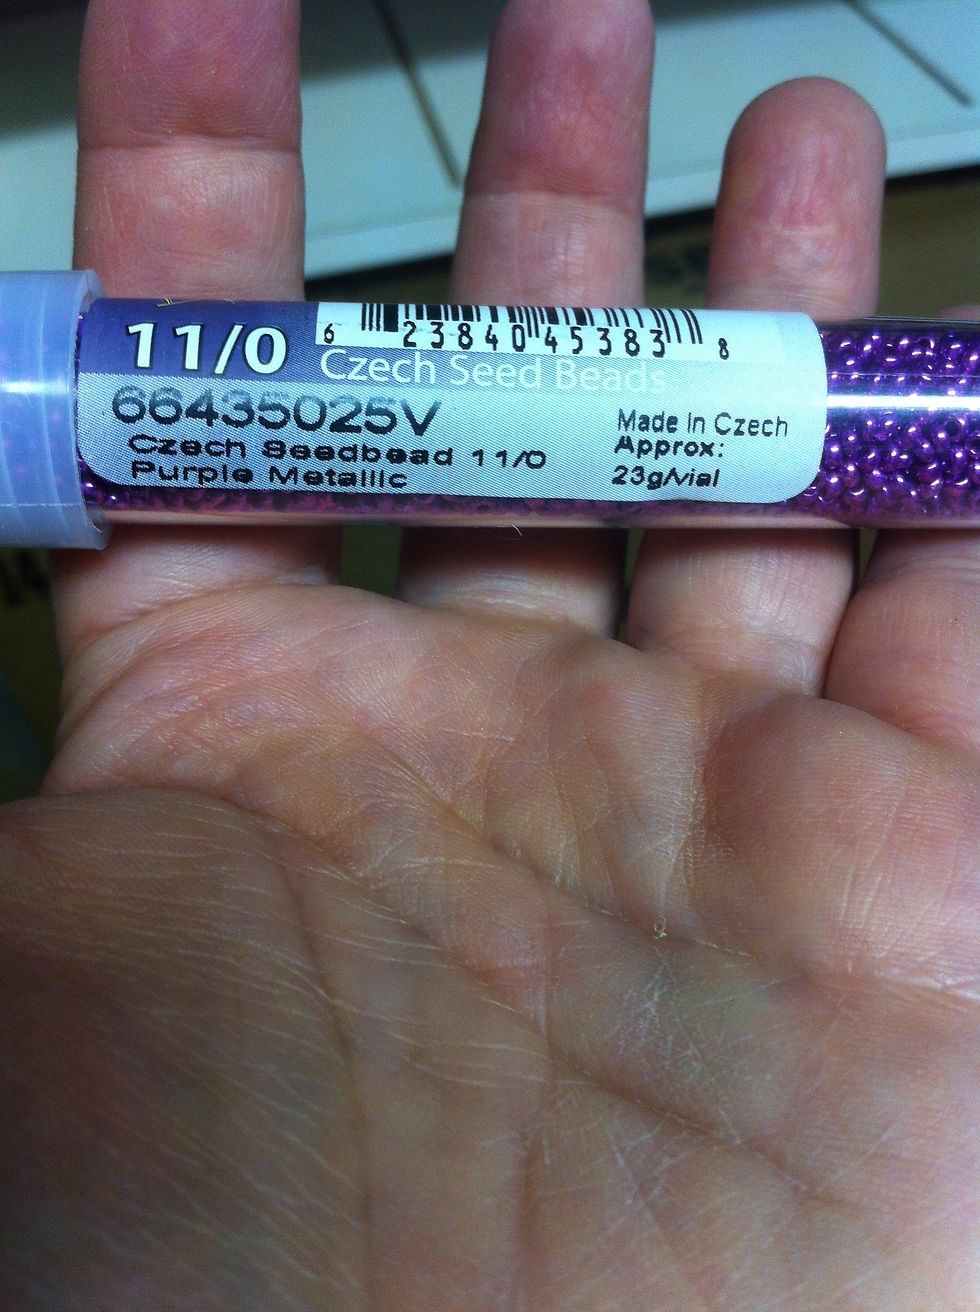 11/0
6 23840 45383 8
Czech Seed Beads
66435025V
Czech Seedbead 11/0
Purple Metallic
Made In Czech
Approx:
23g/vial